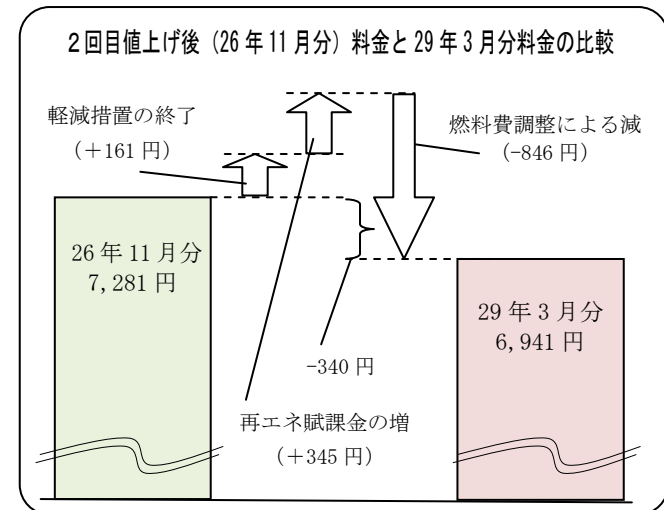 2回目値上げ後（26年11月分）料金と29年3月分料金の比較
軽減措置の終了
（＋161円）
燃料費調整による減
（-846円）
26年11月分
7,281円
29年3月分
6,941円
-340円
再エネ賦課金の増
（＋345円）